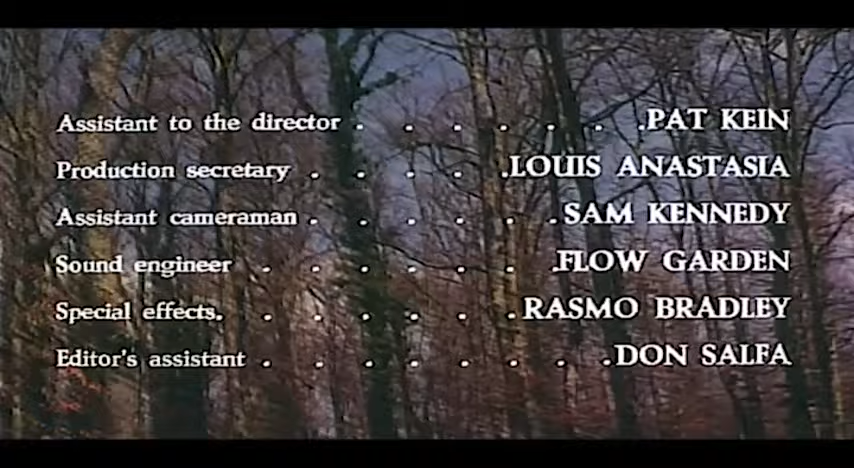 Assistant to the director . . . . . . .PAT KEIN
Production secretary . . . . .LOUIS ANASTASIA
Assistant cameraman . . . . . .SAM KENNEDY
Sound engineer . . . . . . .FLOW GARDEN
Special effects. . . . . . .RASMO BRADLEY
Editor's assistant . . . . . . . .DON SALFA